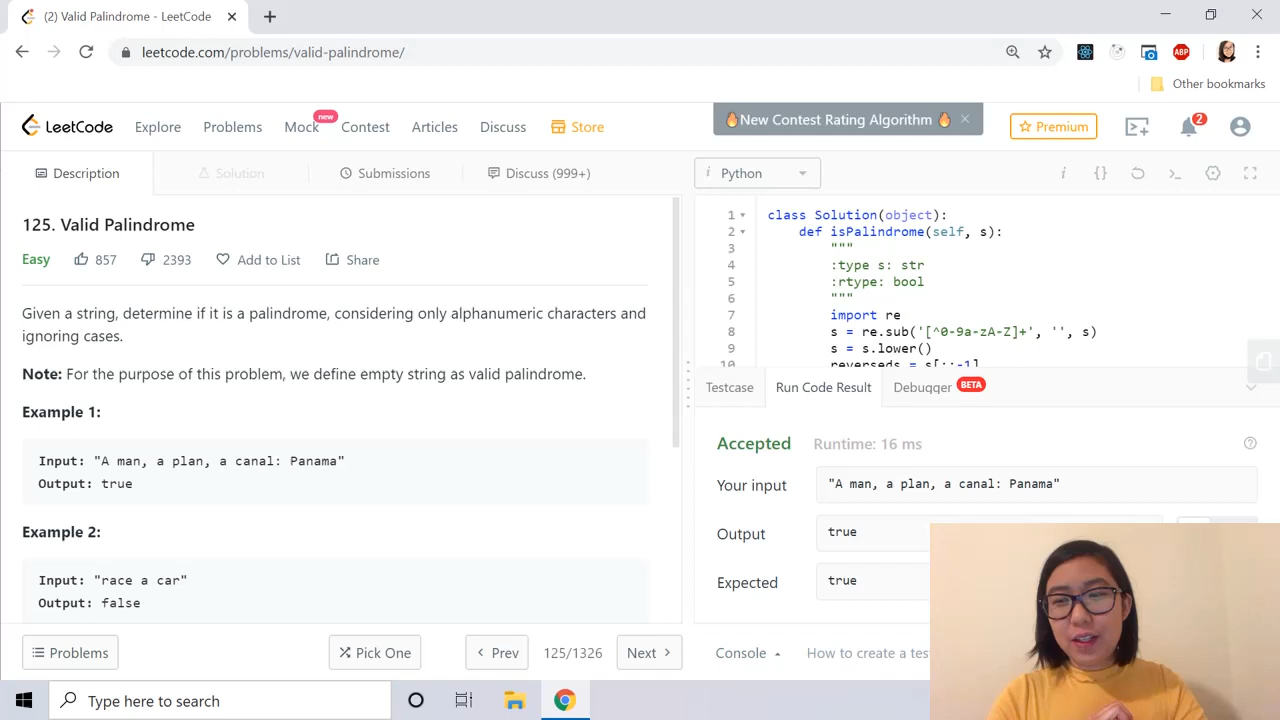 (2) Valid Palindrome - LeetCode
leetcode.com/problems/valid-palindrome/
ABP
Other bookmarks
LeetCode
Explore
Problems
Mock
new
Contest
Articles
Discuss
Store
🔥New Contest Rating Algorithm 🔥
Premium
2
Description
Solution
Submissions
Discuss (999+)
i Python
125. Valid Palindrome
Easy
857
2393
Add to List
Share
Given a string, determine if it is a palindrome, considering only alphanumeric characters and
ignoring cases.
Note: For the purpose of this problem, we define empty string as valid palindrome.
Example 1:
Input: "A man, a plan, a canal: Panama"
Output: true
Example 2:
Input: "race a car"
Output: false
Problems
Pick One
Prev
125/1326
Next
i
{}
1 class Solution(object):
2 def isPalindrome(self, s):
3 """
4 :type s: str
5 :rtype: bool
6 """
7 import re
8 s = re.sub('[^0-9a-zA-Z]+', '', s)
9 s = s.lower()
10 reverseds = s[::-1]
Testcase
Run Code Result
Debugger
BETA
Accepted
Runtime: 16 ms
Your input
"A man, a plan, a canal: Panama"
Output
true
Expected
true
Console
How to create a te
Type here to search